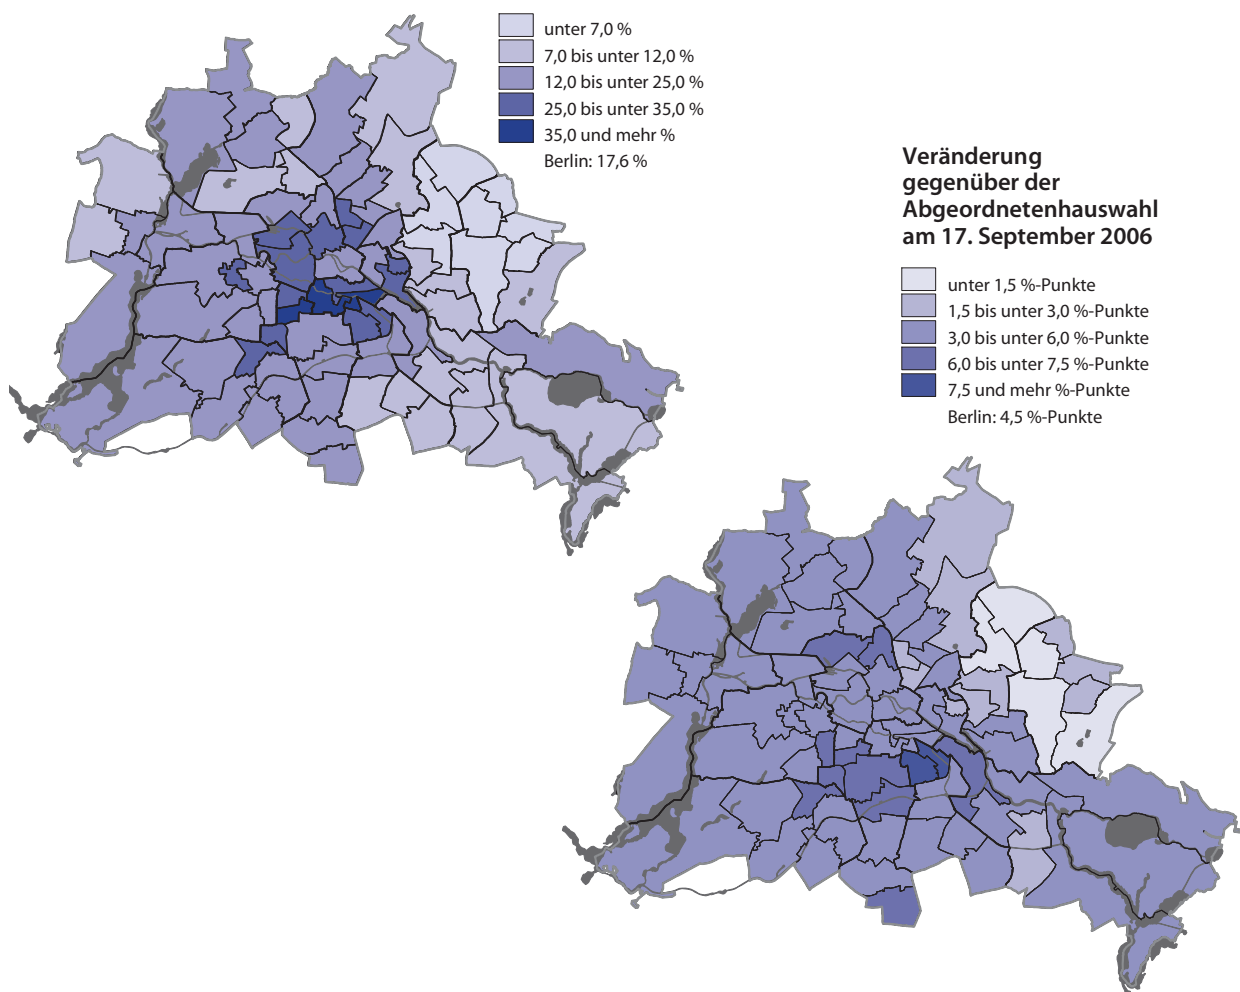 unter 7,0 %
7,0 bis unter 12,0 %
12,0 bis unter 25,0 %
25,0 bis unter 35,0 %
35,0 und mehr %
Berlin: 17,6 %
Veränderung
gegenüber der
Abgeordnetenhauswahl
am 17. September 2006
unter 1,5 %-Punkte
1,5 bis unter 3,0 %-Punkte
3,0 bis unter 6,0 %-Punkte
6,0 bis unter 7,5 %-Punkte
7,5 und mehr %-Punkte
Berlin: 4,5 %-Punkte